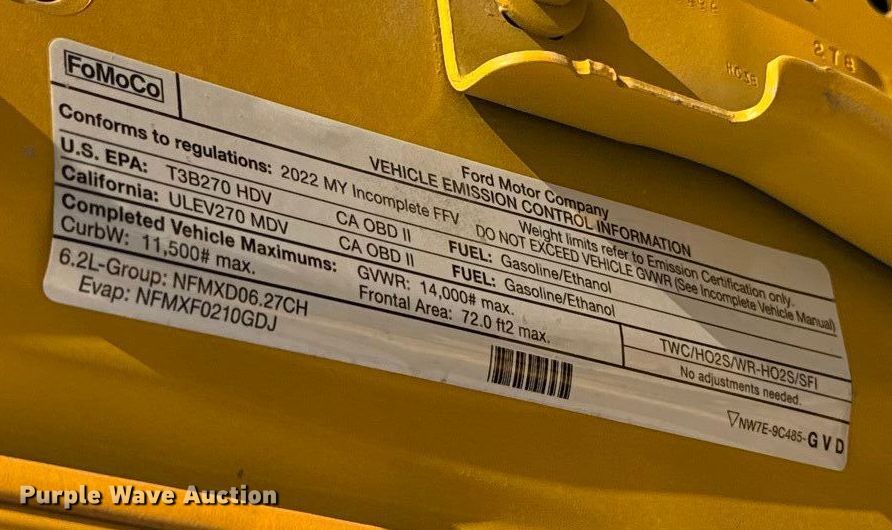 FoMoCo
Ford Motor Company
VEHICLE EMISSION CONTROL INFORMATION
Conforms to regulations: 2022 MY Incomplete FFV
Weight limits refer to Emission Certification only.
DO NOT EXCEED VEHICLE GVWR (See Incomplete Vehicle Manual)
U.S. EPA: T3B270 HDV CA OBD II FUEL: Gasoline/Ethanol
California: ULEV270 MDV CA OBD II FUEL: Gasoline/Ethanol
Completed Vehicle Maximums: GVWR: 14,000# max.
CurbW: 11,500# max. Frontal Area: 72.0 ft2 max.
6.2L-Group: NFMXD06.27CH
Evap: NFMXF0210GDJ
TWC/HO2S/WR-HO2S/SFI
No adjustments needed.
NW7E-9C485-GVD
Purple Wave Auction